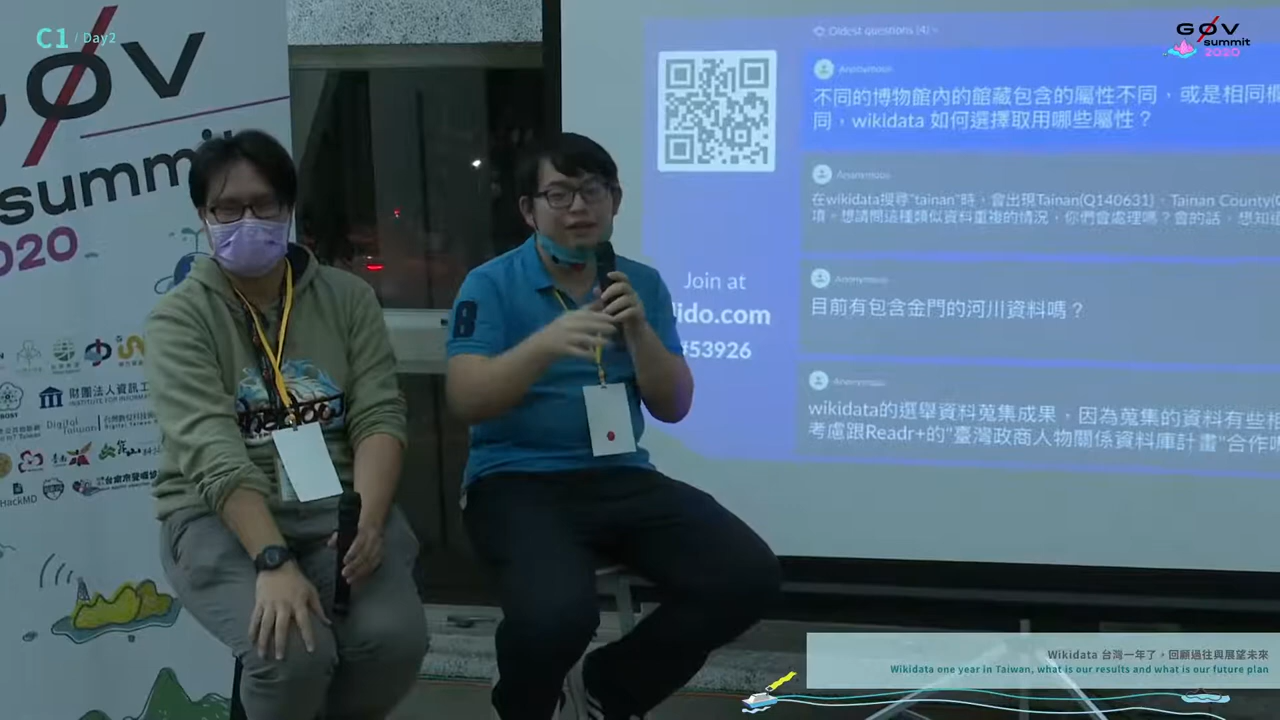 C1 / Day2
GØV
summit
2020
GØV
summit
2020
財團法人資訊工
INSTITUTE FOR INFORMATI
Digital Taiwan
HackMD
Oldest questions (4)
Anonymous
不同的博物館內的館藏包含的屬性不同，或是相同
同，wikidata 如何選擇取用哪些屬性？
Anonymous
在wikidata搜尋"tainan"時，會出現Tainan(Q140631)、Tainan County(
項。想請問這種類似資料重複的情況，你們會處理嗎？會的話，想知
Anonymous
目前有包含金門的河川資料嗎？
Anonymous
wikidata的選舉資料蒐集成果，因為蒐集的資料有些
考慮跟Readr+的"臺灣政商人物關係資料庫計畫"合作
Join at
lido.com
#53926
Wikidata 台灣一年了，回顧過往與展望未來
Wikidata one year in Taiwan, what is our results and what is our future plan